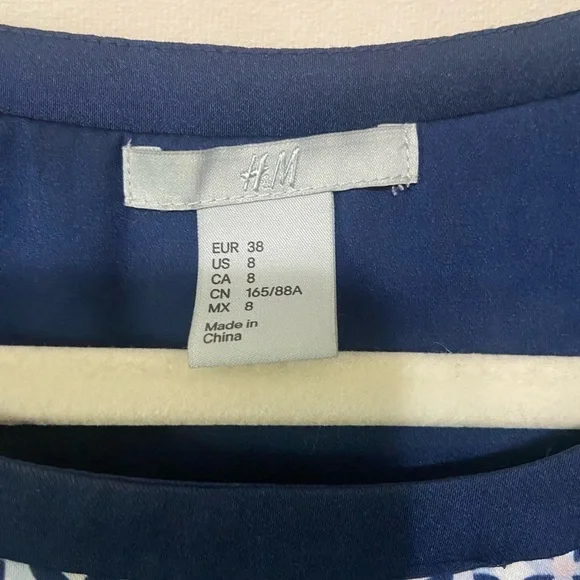 H&M
EUR 38
US 8
CA 8
CN 165/88A
MX 8
Made in
China